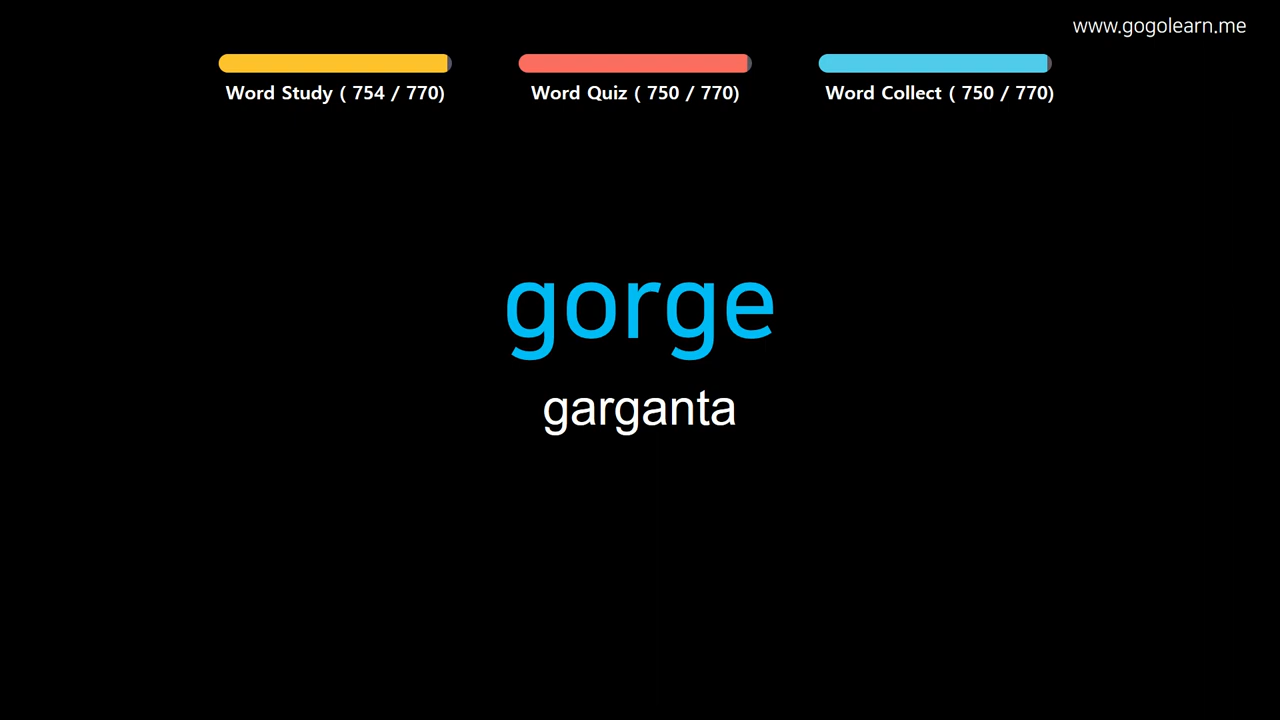 www.gogolearn.me
Word Study ( 754 / 770)
Word Quiz ( 750 / 770)
Word Collect ( 750 / 770)
gorge
garganta